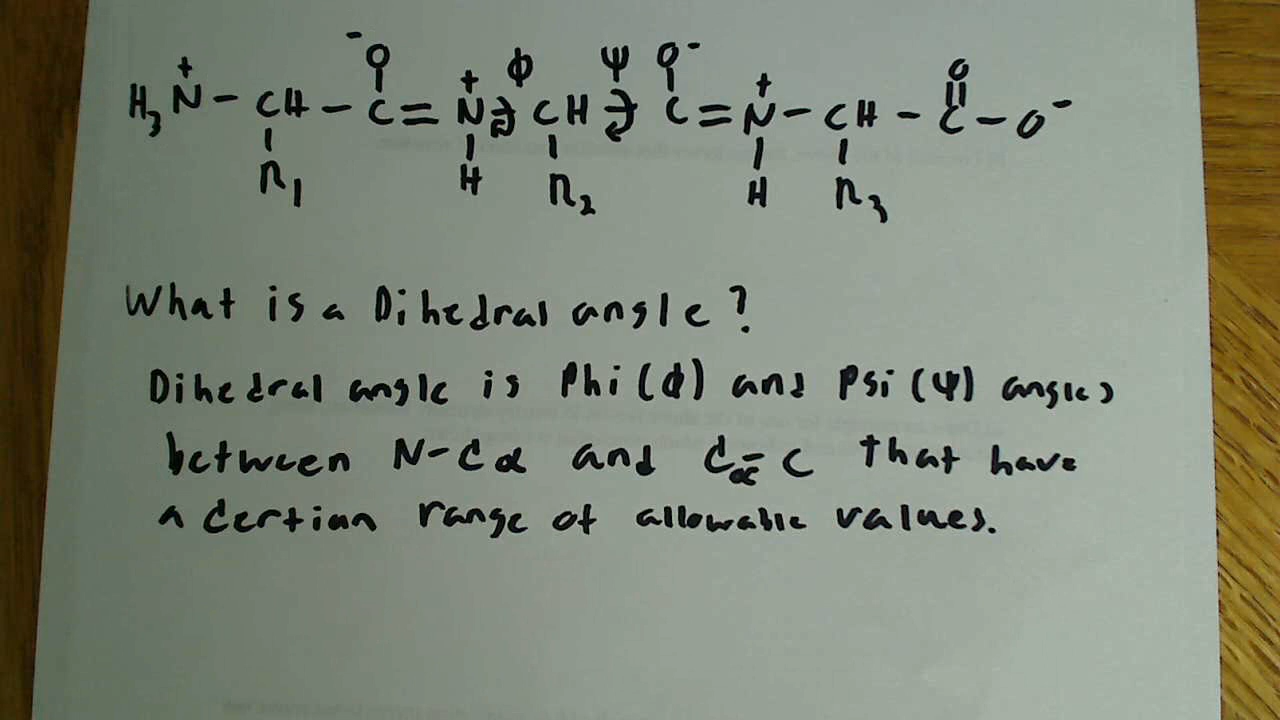 -O φ ψ O-
H3N+ - CH - C = N+ CH C = N+ - CH - C - O-
O
R1 H R2 H R3
What is a Dihedral angle?
Dihedral angle is Phi (φ) and Psi (ψ) angles
between N-Cα and Cα-C that have
a certian range of allowable values.